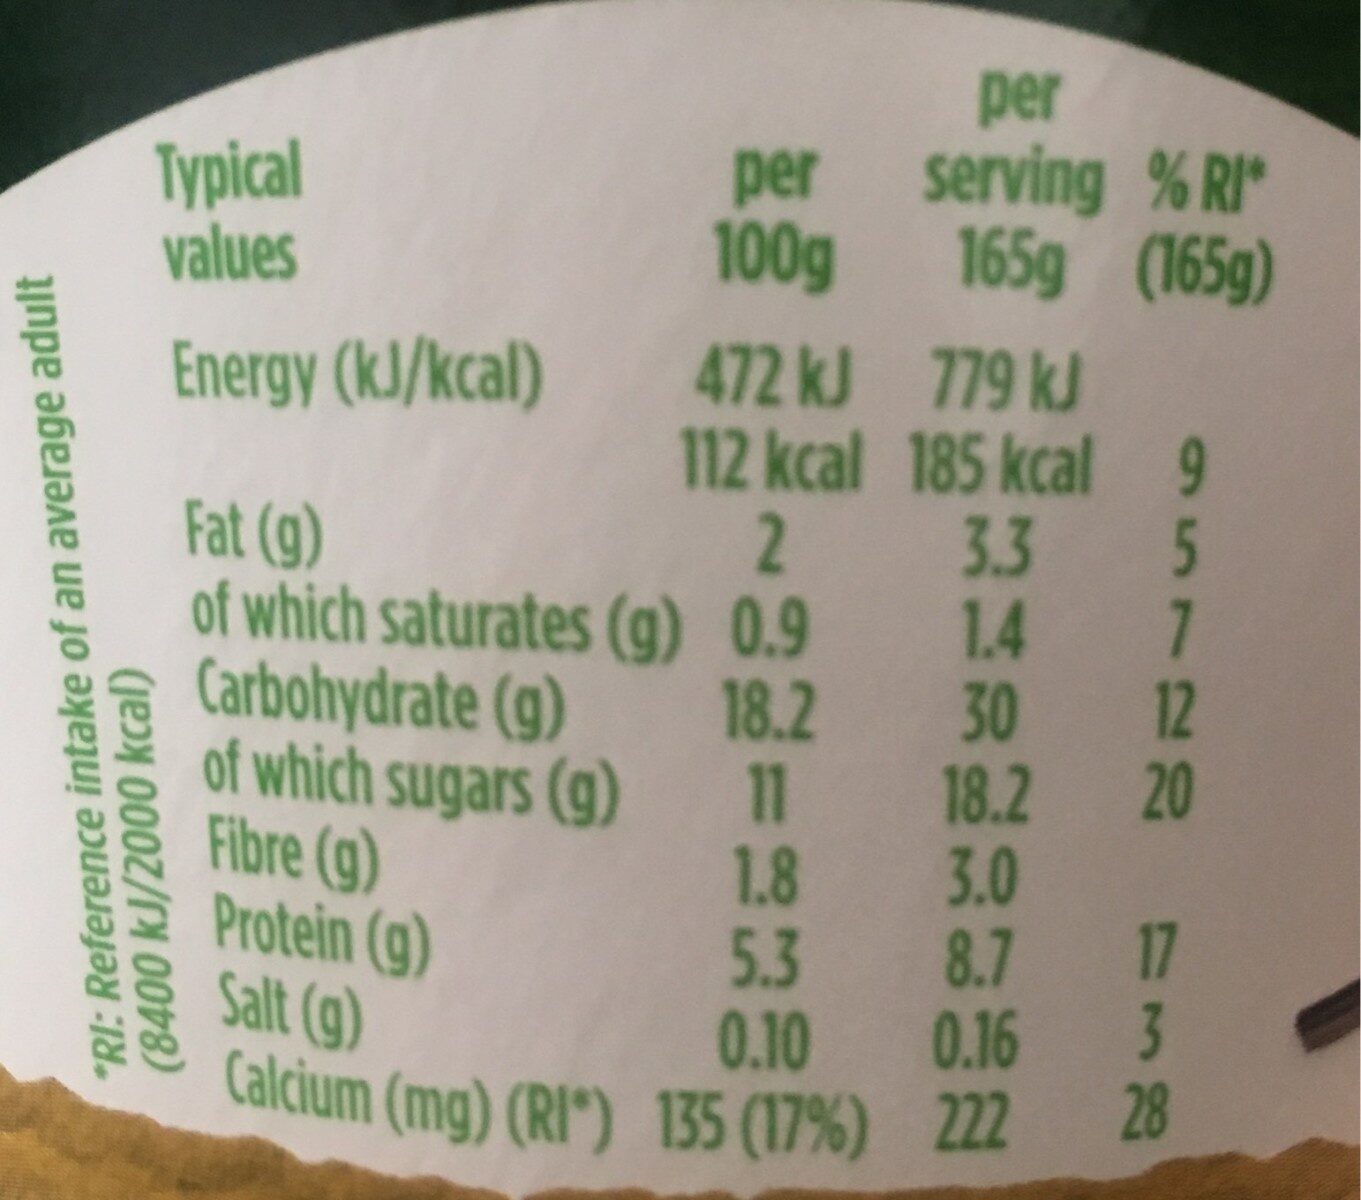 Typical values per 100g per serving 165g % RI* (165g)
Energy (kJ/kcal) 472 kJ 779 kJ
112 kcal 185 kcal 9
Fat (g) 2 3.3 5
of which saturates (g) 0.9 1.4 7
Carbohydrate (g) 18.2 30 12
of which sugars (g) 11 18.2 20
Fibre (g) 1.8 3.0
Protein (g) 5.3 8.7 17
Salt (g) 0.10 0.16 3
Calcium (mg) (RI*) 135 (17%) 222 28
*RI: Reference intake of an average adult
(8400 kJ/2000 kcal)